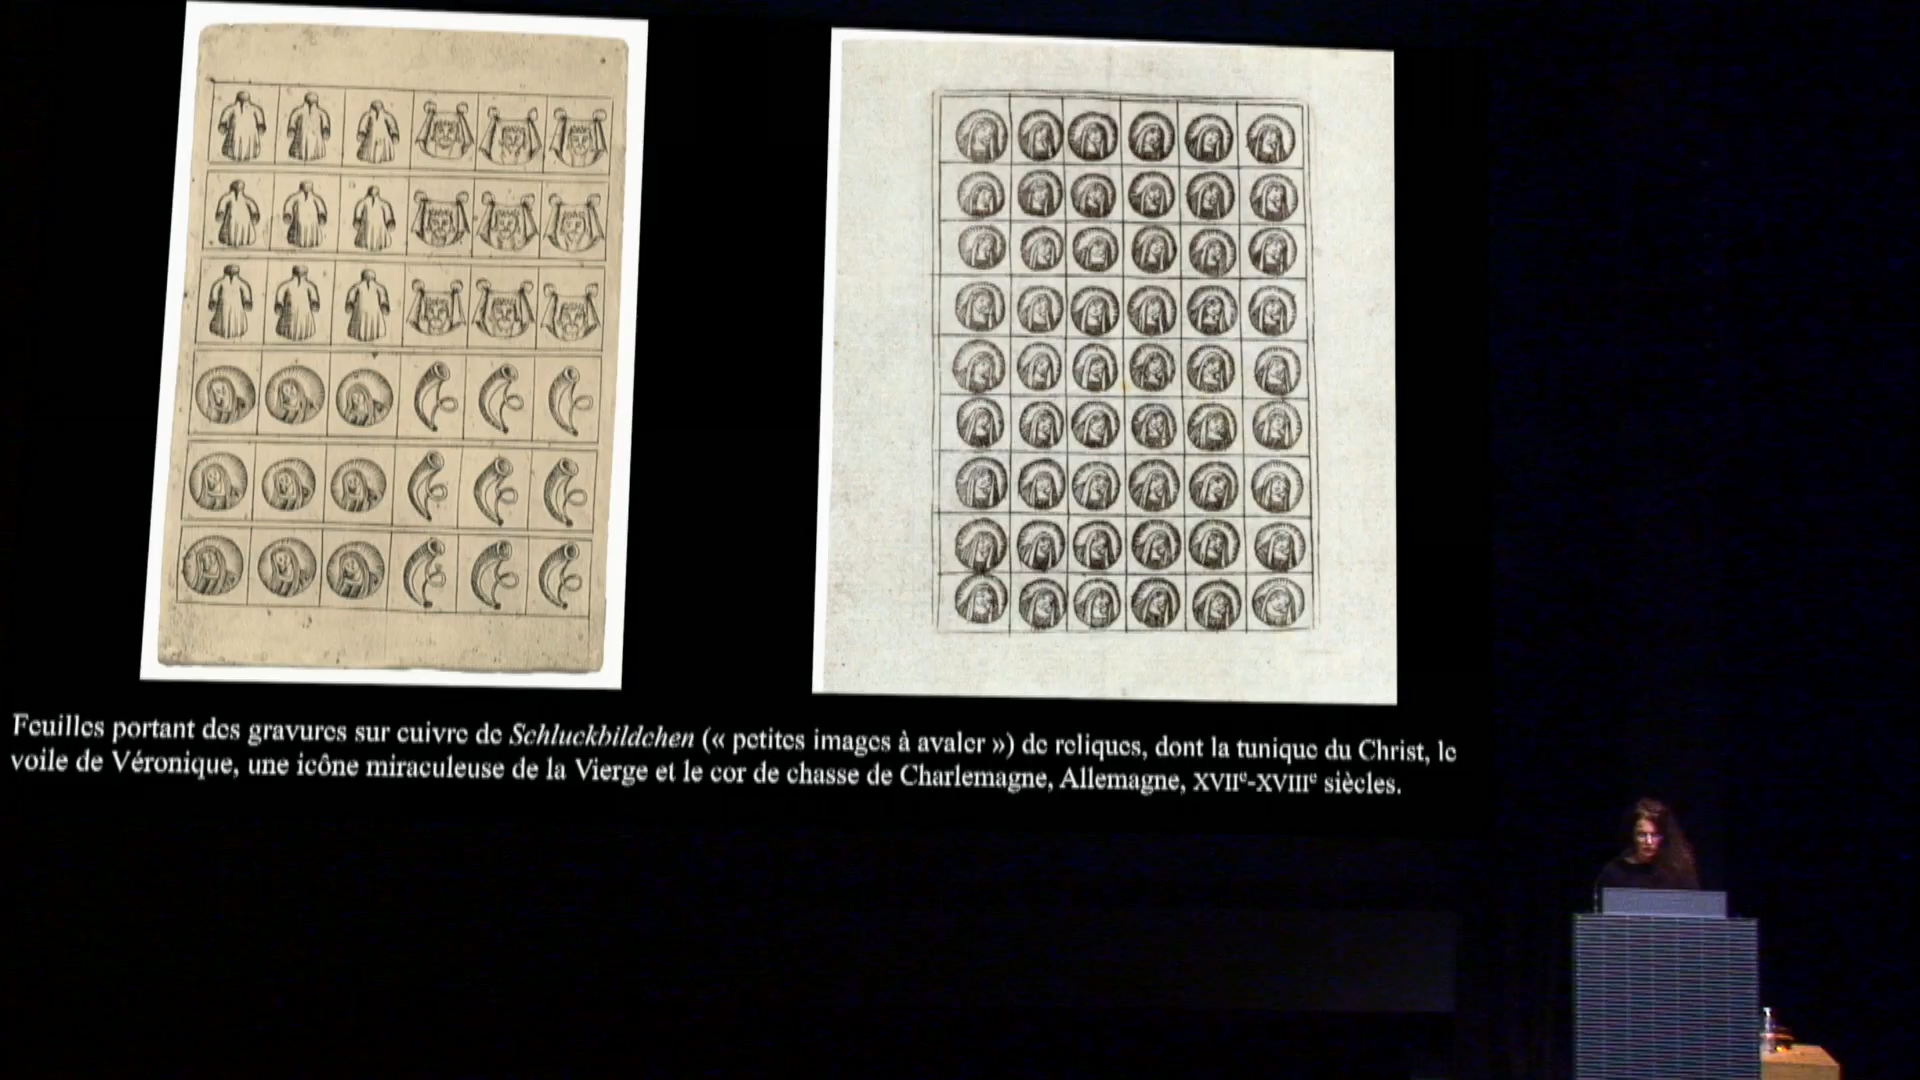 Feuilles portant des gravures sur cuivre de Schluckbildchen (« petites images à avaler ») de reliques, dont la tunique du Christ, le
voile de Véronique, une icône miraculeuse de la Vierge et le cor de chasse de Charlemagne, Allemagne, XVIIᵉ-XVIIIᵉ siècles.